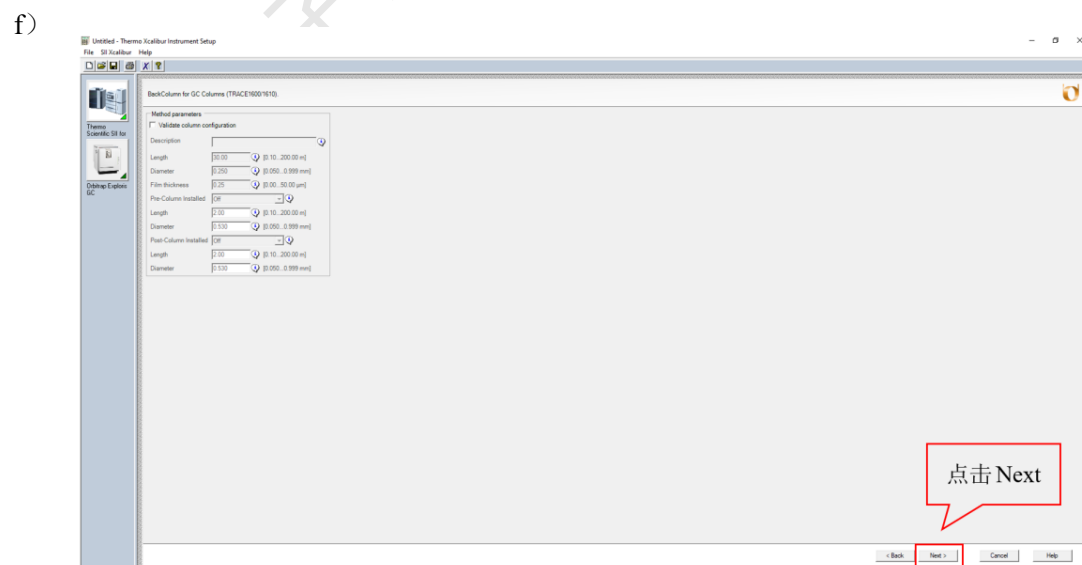 f）
Untitled - Thermo Xcalibur Instrument Setup
File SII Xcalibur Help
BackColumn for GC Columns (TRACE1600/1610).
Thermo
Scientific SII for
Orbitrap Exploris
GC
Method parameters
Validate column configuration
Description
Length 30.00 [0.10...200.00 m]
Diameter 0.250 [0.050...0.999 mm]
Film thickness 0.25 [0.00...50.00 µm]
Pre-Column Installed Off
Length 2.00 [0.10...200.00 m]
Diameter 0.530 [0.050...0.999 mm]
Post-Column Installed Off
Length 2.00 [0.10...200.00 m]
Diameter 0.530 [0.050...0.999 mm]
点击 Next
< Back Next > Cancel Help